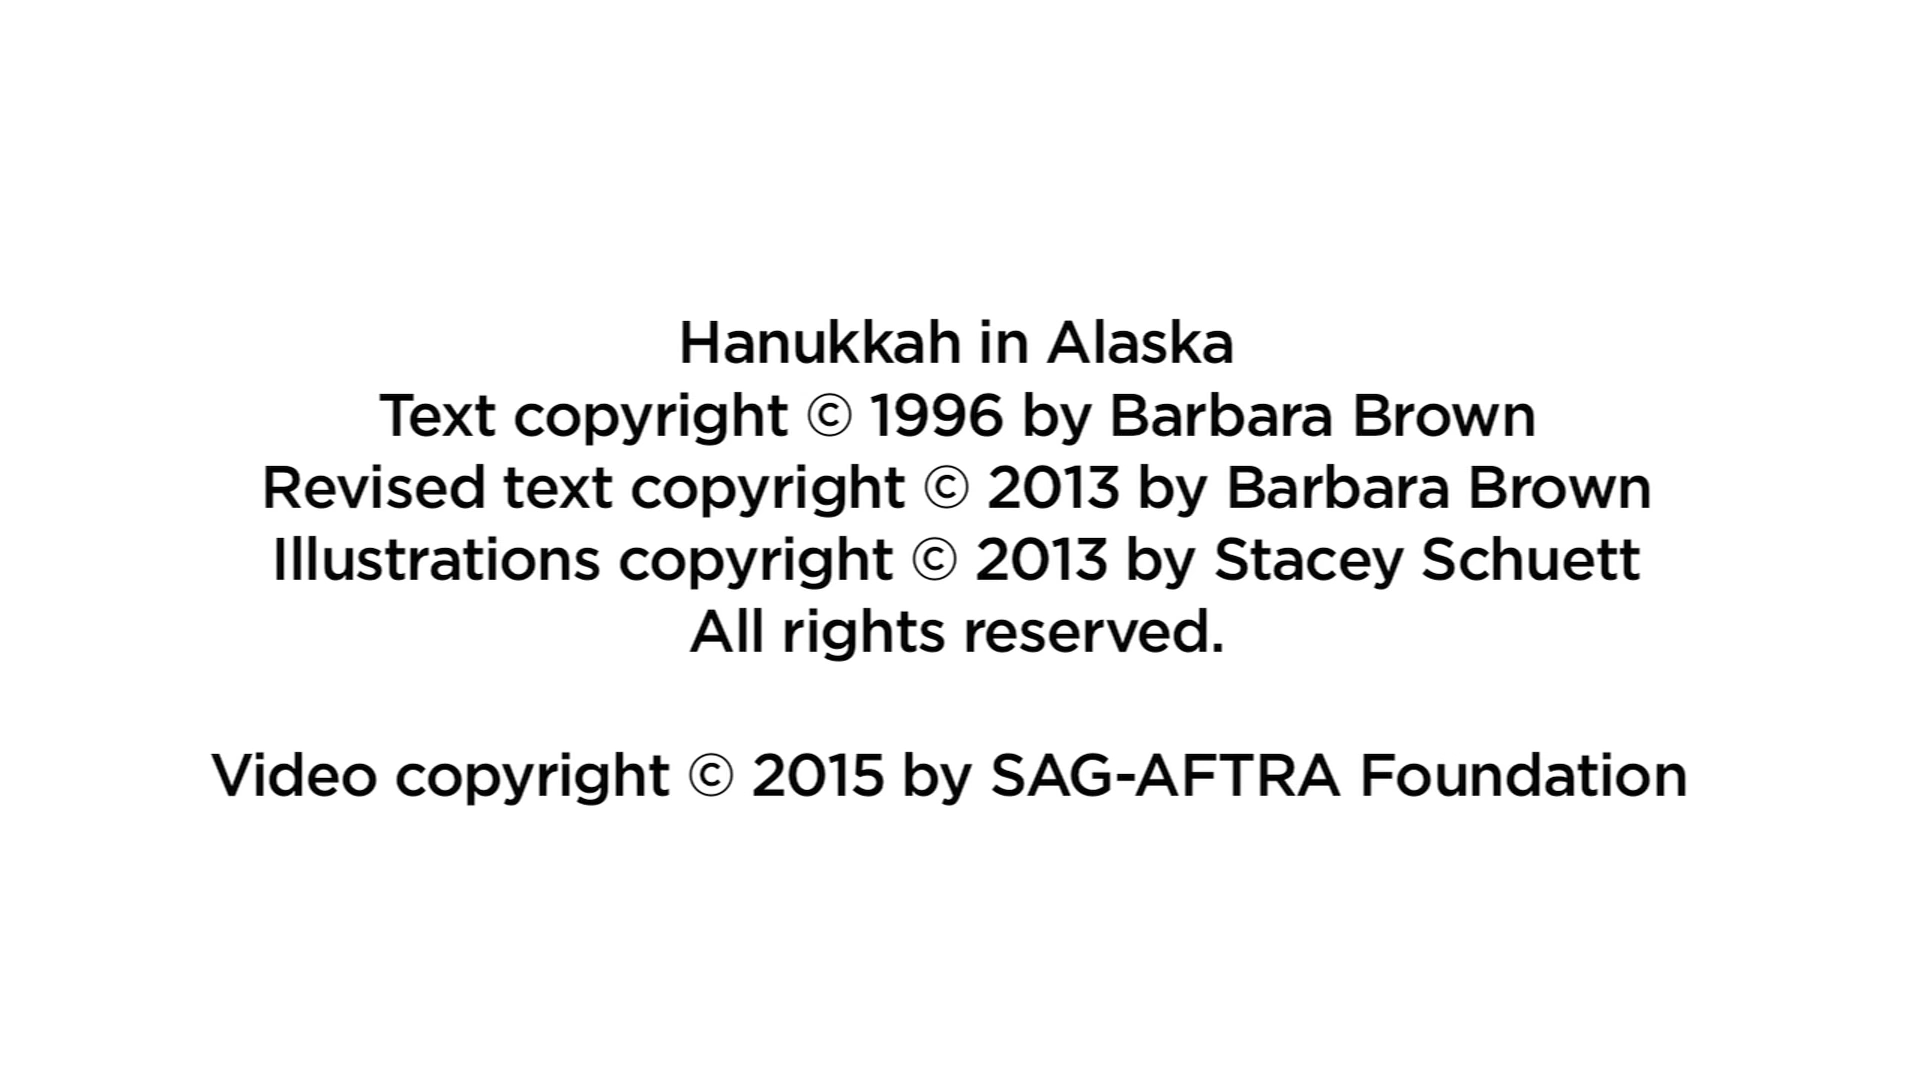 Hanukkah in Alaska
Text copyright © 1996 by Barbara Brown
Revised text copyright © 2013 by Barbara Brown
Illustrations copyright © 2013 by Stacey Schuett
All rights reserved.
Video copyright © 2015 by SAG-AFTRA Foundation